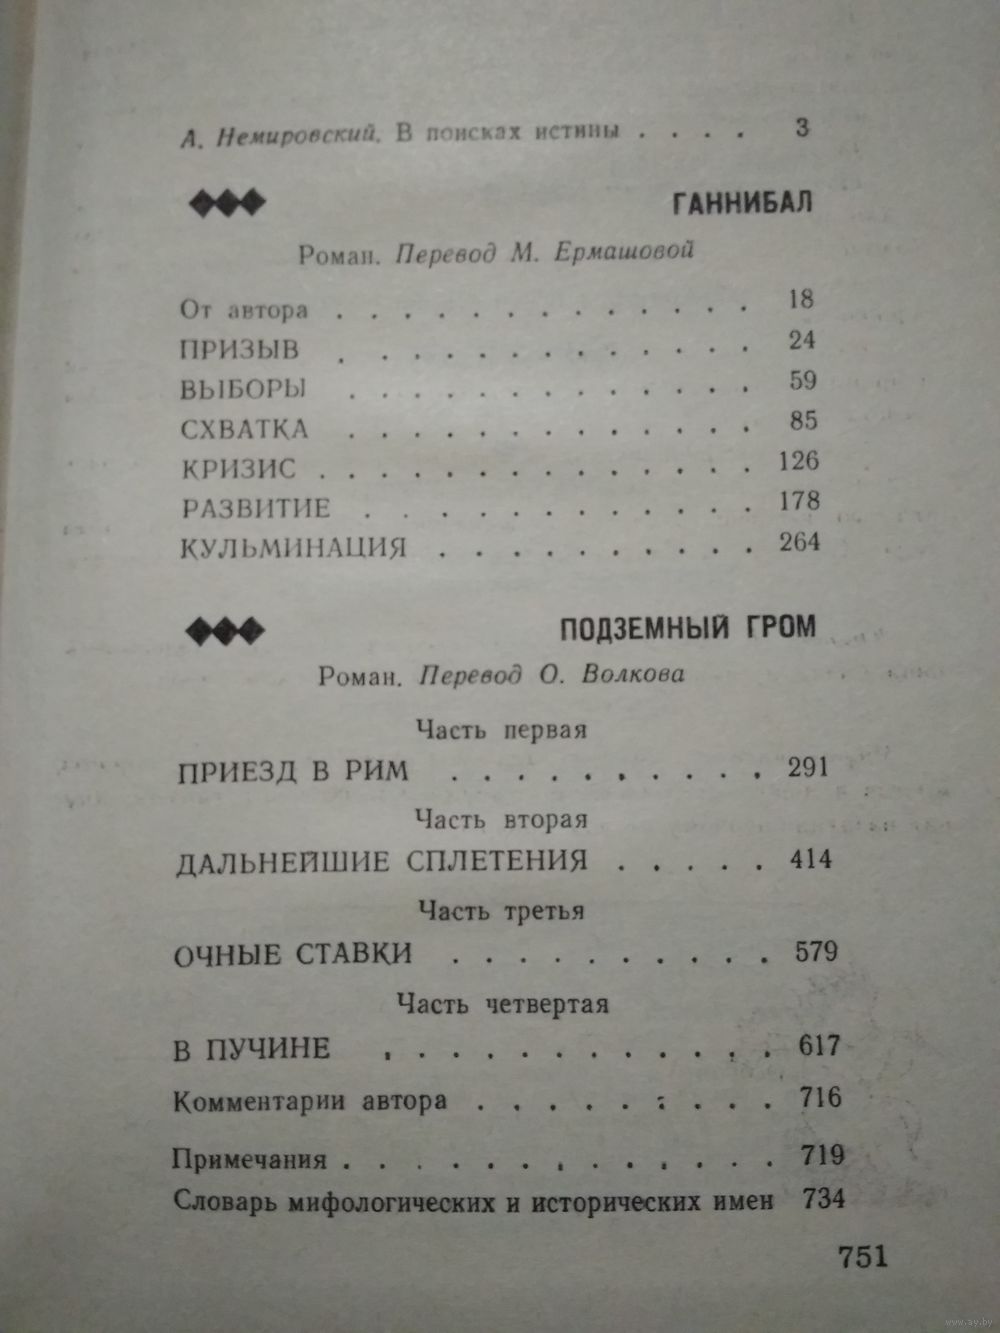 А. Немировский. В поисках истины . . . . 3
ГАННИБАЛ
Роман. Перевод М. Ермашовой
От автора . . . . . . . . . . . . . 18
ПРИЗЫВ . . . . . . . . . . . . . 24
ВЫБОРЫ . . . . . . . . . . . . . 59
СХВАТКА . . . . . . . . . . . . . 85
КРИЗИС . . . . . . . . . . . . . 126
РАЗВИТИЕ . . . . . . . . . . . . 178
КУЛЬМИНАЦИЯ . . . . . . . . . . 264
ПОДЗЕМНЫЙ ГРОМ
Роман. Перевод О. Волкова
Часть первая
ПРИЕЗД В РИМ . . . . . . . . . . 291
Часть вторая
ДАЛЬНЕЙШИЕ СПЛЕТЕНИЯ . . . . . 414
Часть третья
ОЧНЫЕ СТАВКИ . . . . . . . . . . 579
Часть четвертая
В ПУЧИНЕ . . . . . . . . . . . . 617
Комментарии автора . . . . . . . . . 716
Примечания . . . . . . . . . . . . . 719
Словарь мифологических и исторических имен 734
751
www.ay.by